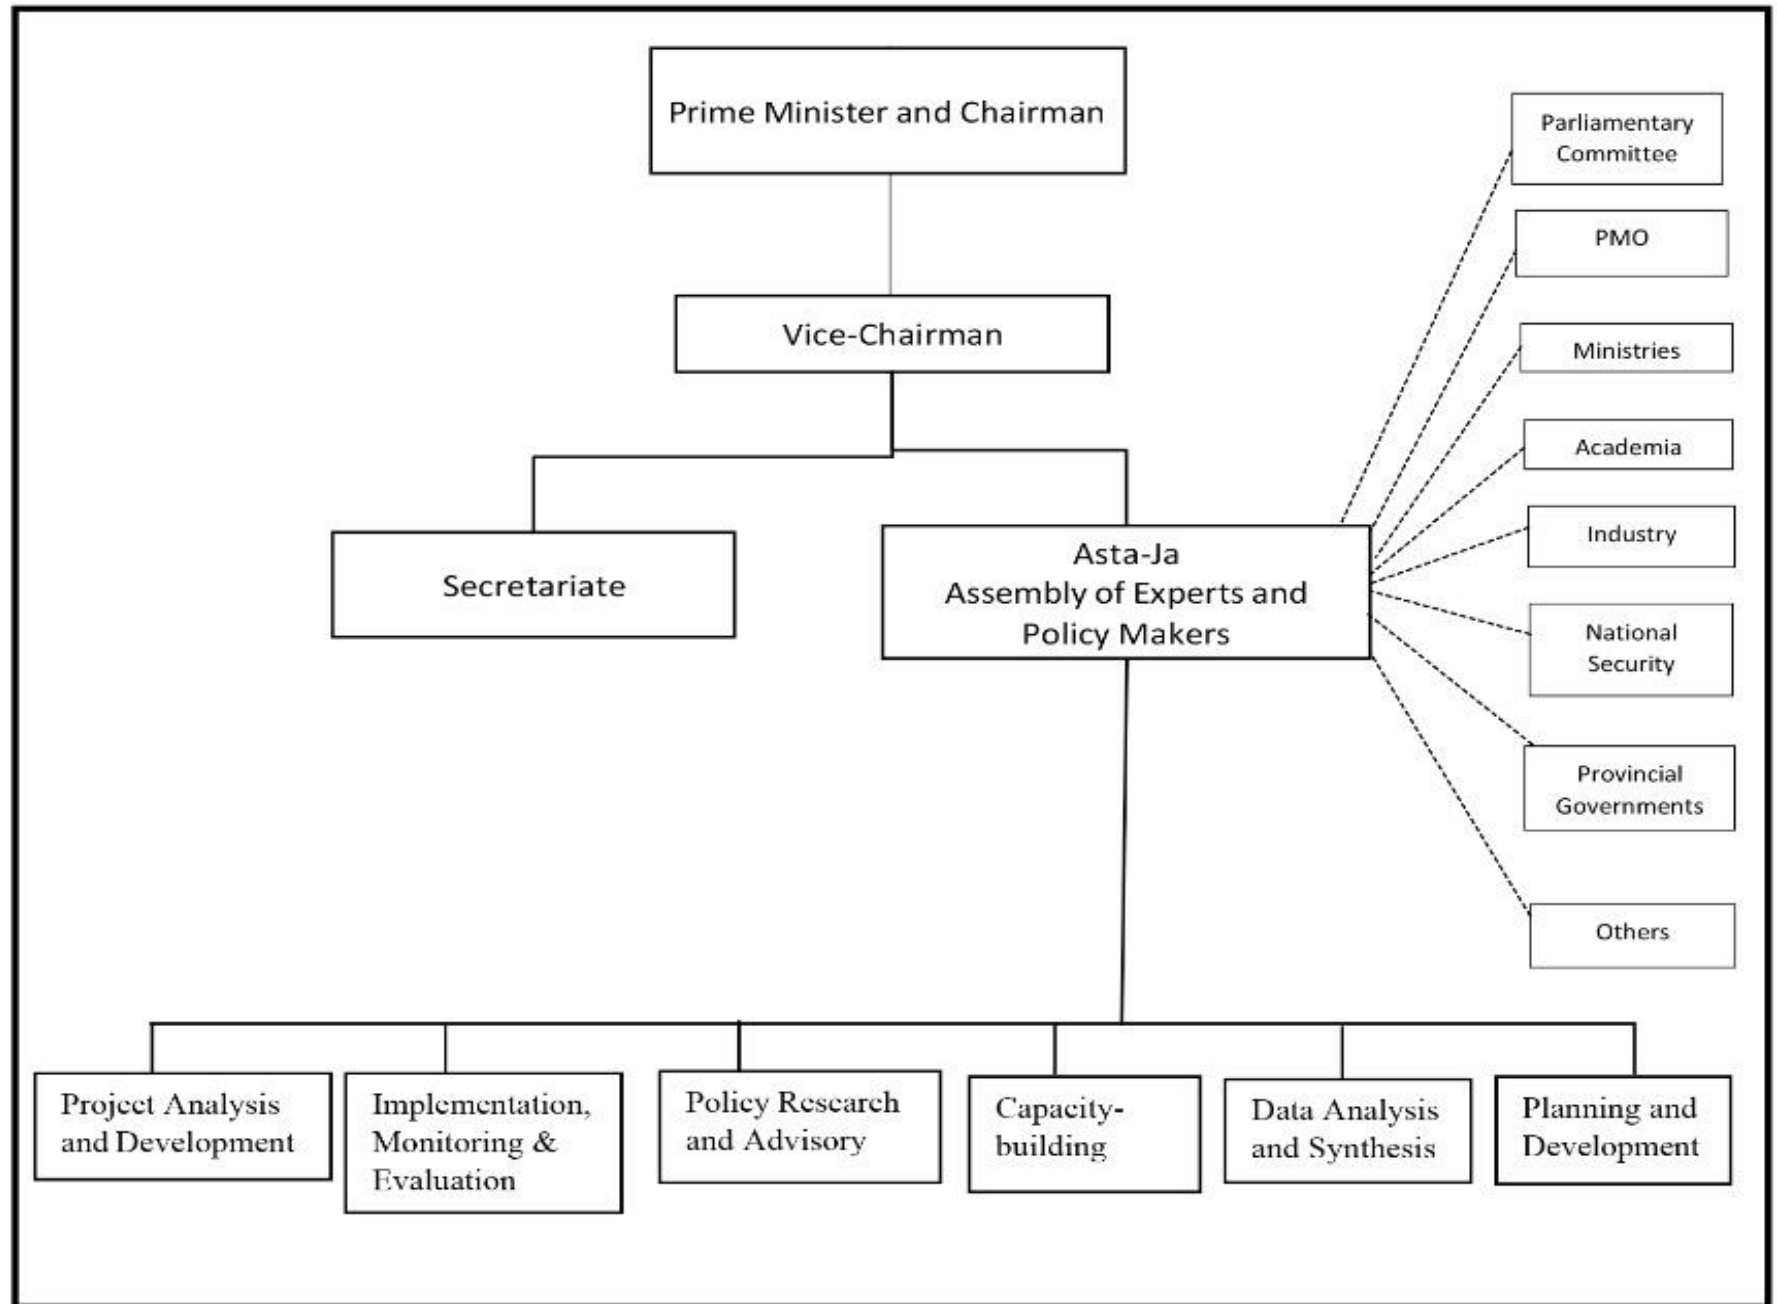 Prime Minister and Chairman
Parliamentary
Committee
PMO
Vice-Chairman
Ministries
Academia
Industry
Secretariate
Asta-Ja
Assembly of Experts and
Policy Makers
National
Security
Provincial
Governments
Others
Project Analysis
and Development
Implementation,
Monitoring &
Evaluation
Policy Research
and Advisory
Capacity-
building
Data Analysis
and Synthesis
Planning and
Development